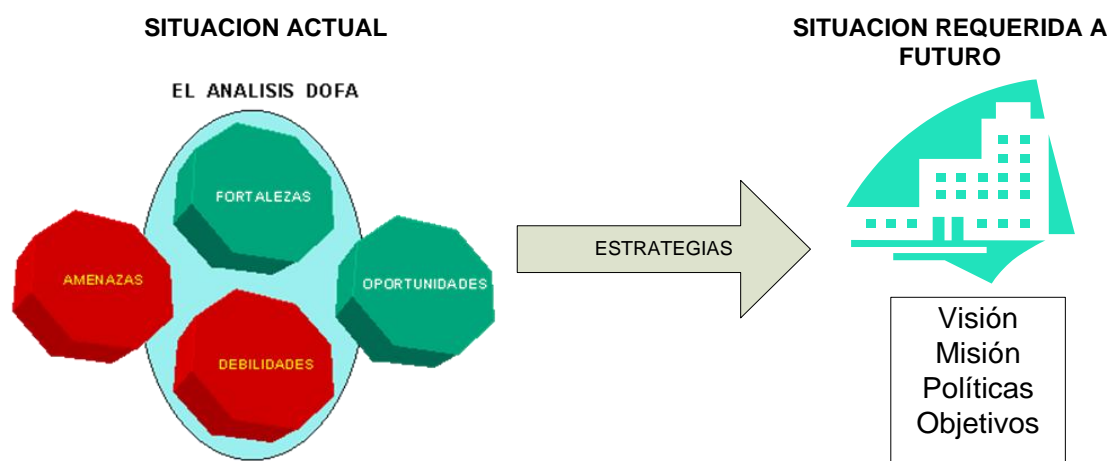 SITUACION ACTUAL
EL ANALISIS DOFA
FORTALEZAS
AMENAZAS
OPORTUNIDADES
DEBILIDADES
ESTRATEGIAS
SITUACION REQUERIDA A
FUTURO
Visión
Misión
Políticas
Objetivos